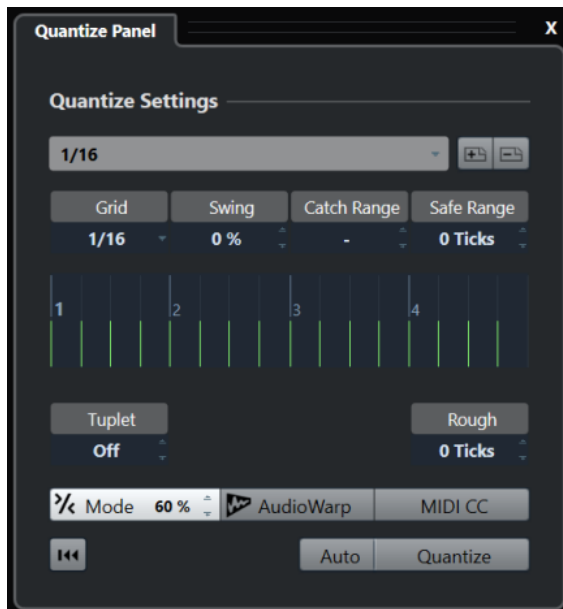 Quantize Panel X
Quantize Settings
1/16
Grid Swing Catch Range Safe Range
1/16 0 % - 0 Ticks
1 2 3 4
Tuplet Rough
Off 0 Ticks
Mode 60 % AudioWarp MIDI CC
Auto Quantize